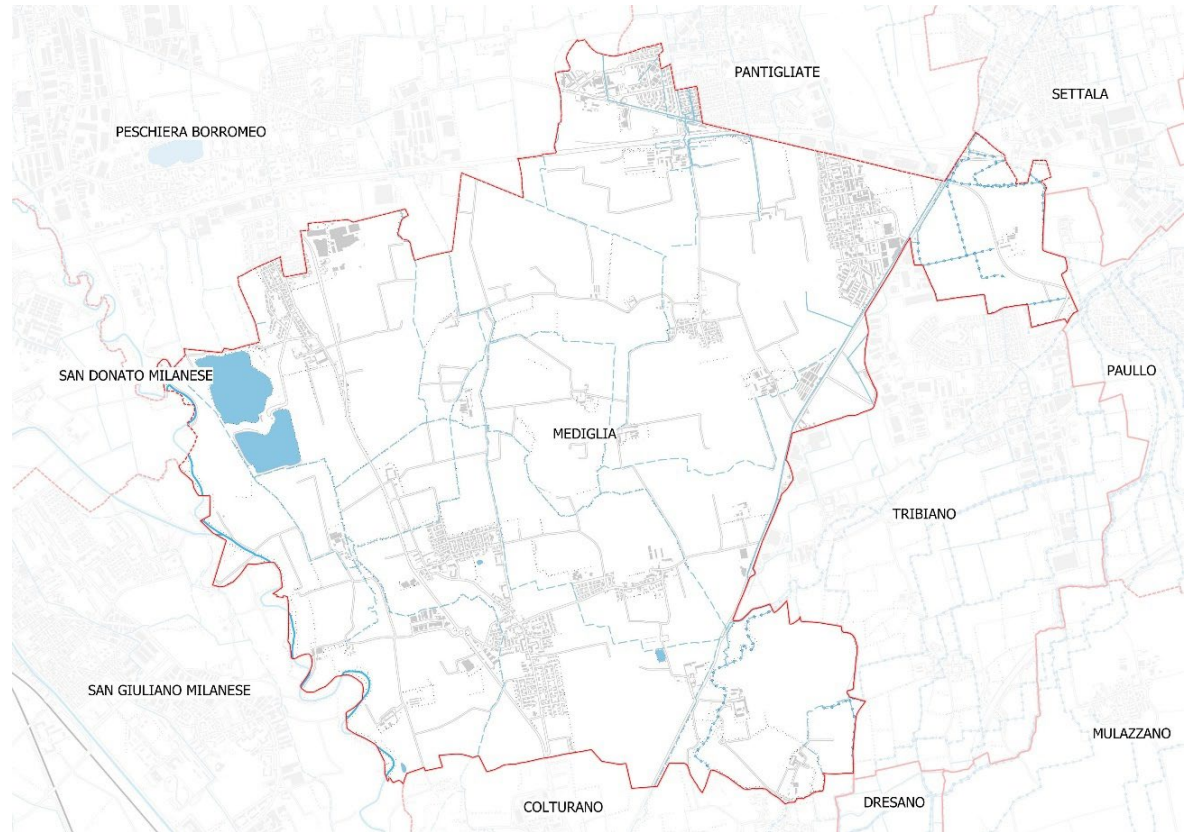 PANTIGLIATE
SETTALA
PESCHIERA BORROMEO
SAN DONATO MILANESE
PAULLO
MEDIGLIA
TRIBIANO
SAN GIULIANO MILANESE
MULAZZANO
COLTURANO
DRESANO